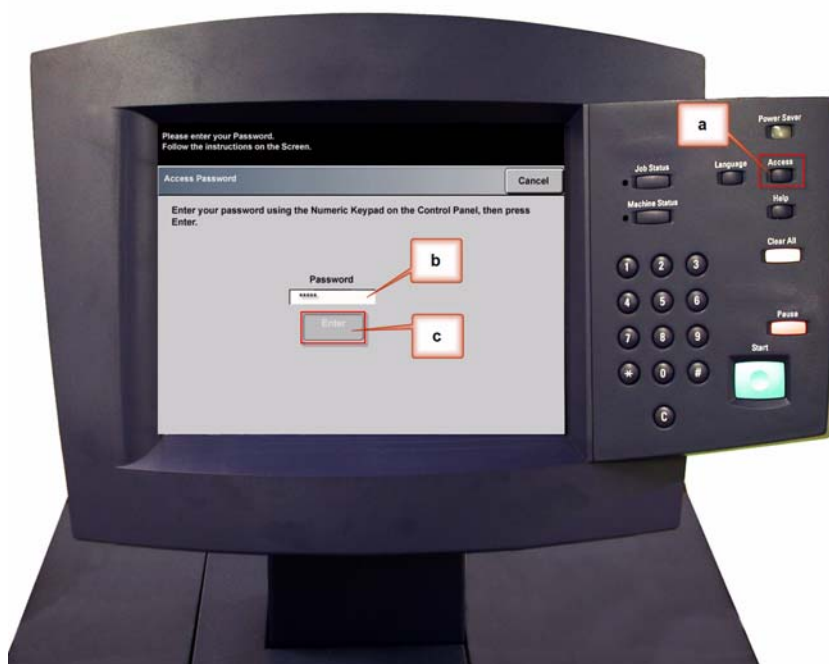 Please enter your Password.
Follow the instructions on the Screen.
Access Password
Cancel
Enter your password using the Numeric Keypad on the Control Panel, then press
Enter.
Password
*****
Enter
a
b
c
Power Saver
Job Status
Language
Access
Machine Status
Help
Clear All
1 2 3
4 5 6
7 8 9
* 0 #
C
Pause
Start